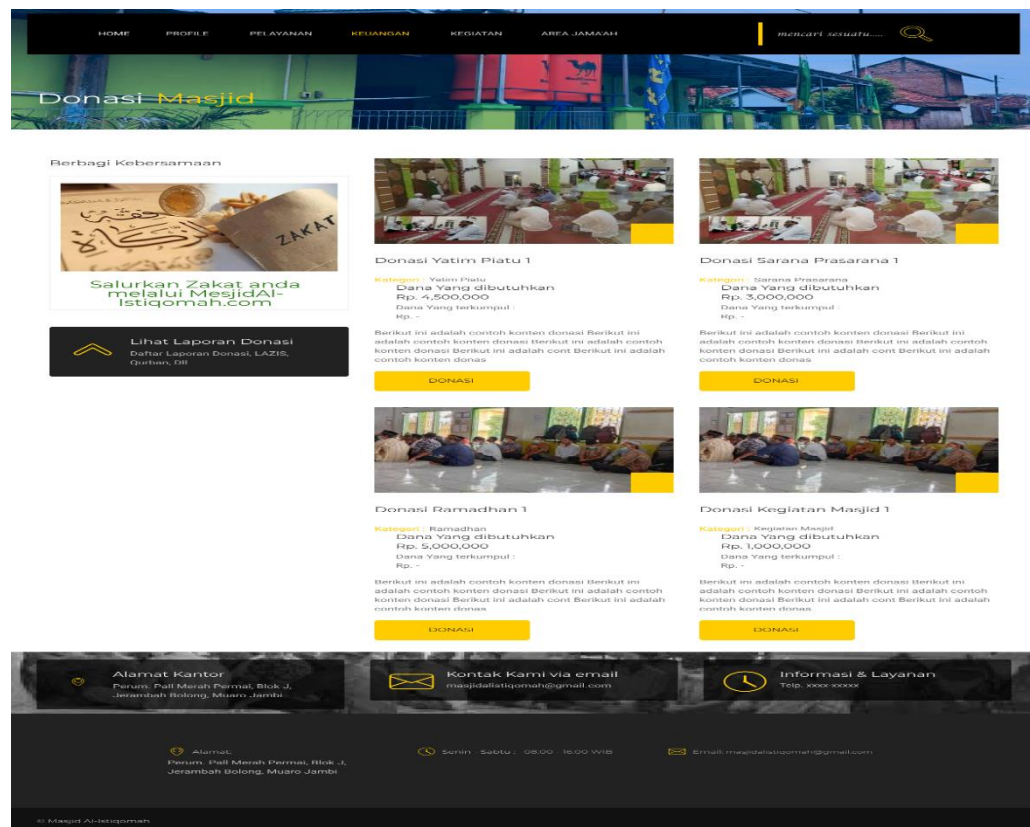 HOME PROFILE PELAYANAN KEUANGAN KEGIATAN AREA JAMA'AH mencari sesuatu.....
Donasi Masjid
Berbagi Kebersamaan
ZAKAT
Salurkan Zakat anda
melalui MesjidAl-
Istiqomah.com
Lihat Laporan Donasi
Daftar Laporan Donasi, LAZIS,
Qurban, Dll
Donasi Yatim Piatu 1
Kategori : Yatim Piatu
Dana Yang dibutuhkan
Rp. 4,500,000
Dana Yang terkumpul :
Rp. -
Berikut ini adalah contoh konten donasi Berikut ini
adalah contoh konten donasi Berikut ini adalah contoh
konten donasi Berikut ini adalah cont Berikut ini adalah
contoh konten donas
DONASI
Donasi Sarana Prasarana 1
Kategori : Sarana Prasarana
Dana Yang dibutuhkan
Rp. 3,000,000
Dana Yang terkumpul :
Rp. -
Berikut ini adalah contoh konten donasi Berikut ini
adalah contoh konten donasi Berikut ini adalah contoh
konten donasi Berikut ini adalah cont Berikut ini adalah
contoh konten donas
DONASI
Donasi Ramadhan 1
Kategori : Ramadhan
Dana Yang dibutuhkan
Rp. 5,000,000
Dana Yang terkumpul :
Rp. -
Berikut ini adalah contoh konten donasi Berikut ini
adalah contoh konten donasi Berikut ini adalah contoh
konten donasi Berikut ini adalah cont Berikut ini adalah
contoh konten donas
DONASI
Donasi Kegiatan Masjid 1
Kategori : Kegiatan Masjid
Dana Yang dibutuhkan
Rp. 1,000,000
Dana Yang terkumpul :
Rp. -
Berikut ini adalah contoh konten donasi Berikut ini
adalah contoh konten donasi Berikut ini adalah contoh
konten donasi Berikut ini adalah cont Berikut ini adalah
contoh konten donas
DONASI
Alamat Kantor
Perum. Pall Merah Permai, Blok J,
Jerambah Bolong, Muaro Jambi
Kontak Kami via email
masjidalistiqomah@gmail.com
Informasi & Layanan
Telp. xxxx-xxxxx
Alamat:
Perum. Pall Merah Permai, Blok J,
Jerambah Bolong, Muaro Jambi
Senin - Sabtu : 08:00 - 16:00 WIB
Email: masjidalistiqomah@gmail.com
© Masjid Al-Istiqomah